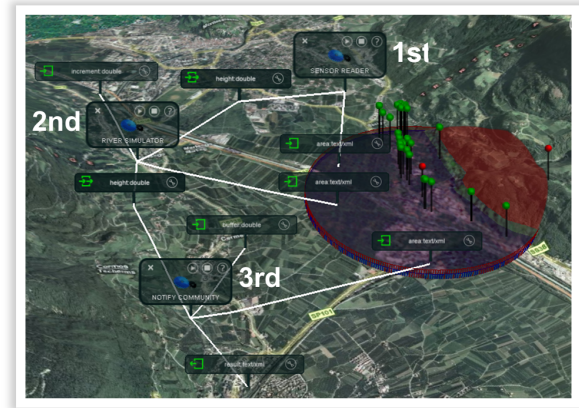 1st
SENSOR READER
increment:double
height:double
2nd
RIVER SIMULATOR
area:text/xml
height:double
area:text/xml
buffer:double
area:text/xml
3rd
NOTIFY COMMUNITY
SP101
result:text/xml